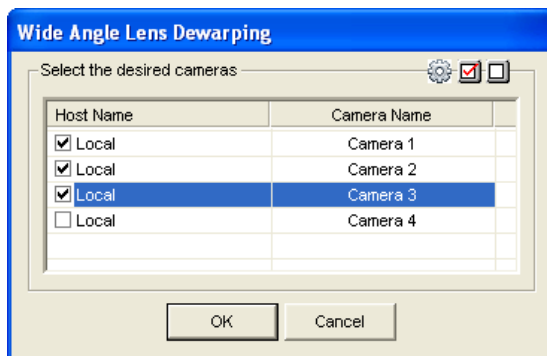 Wide Angle Lens Dewarping
Select the desired cameras
Host Name Camera Name
Local Camera 1
Local Camera 2
Local Camera 3
Local Camera 4
OK Cancel